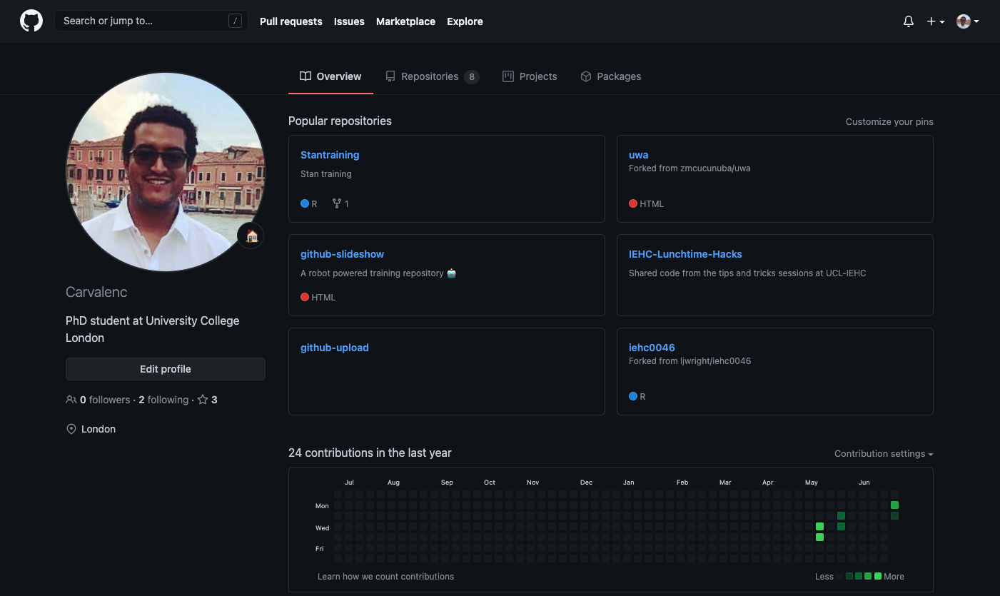 Search or jump to... /
Pull requests Issues Marketplace Explore
Overview Repositories 8 Projects Packages
Carvalenc
PhD student at University College
London
Edit profile
0 followers · 2 following · 3
London
Popular repositories
Customize your pins
Stantraining
Stan training
R 1
uwa
Forked from zmcucunuba/uwa
HTML
github-slideshow
A robot powered training repository
HTML
IEHC-Lunchtime-Hacks
Shared code from the tips and tricks sessions at UCL-IEHC
github-upload
iehc0046
Forked from ljwright/iehc0046
R
24 contributions in the last year
Contribution settings
Jul Aug Sep Oct Nov Dec Jan Feb Mar Apr May Jun
Mon
Wed
Fri
Learn how we count contributions
Less More